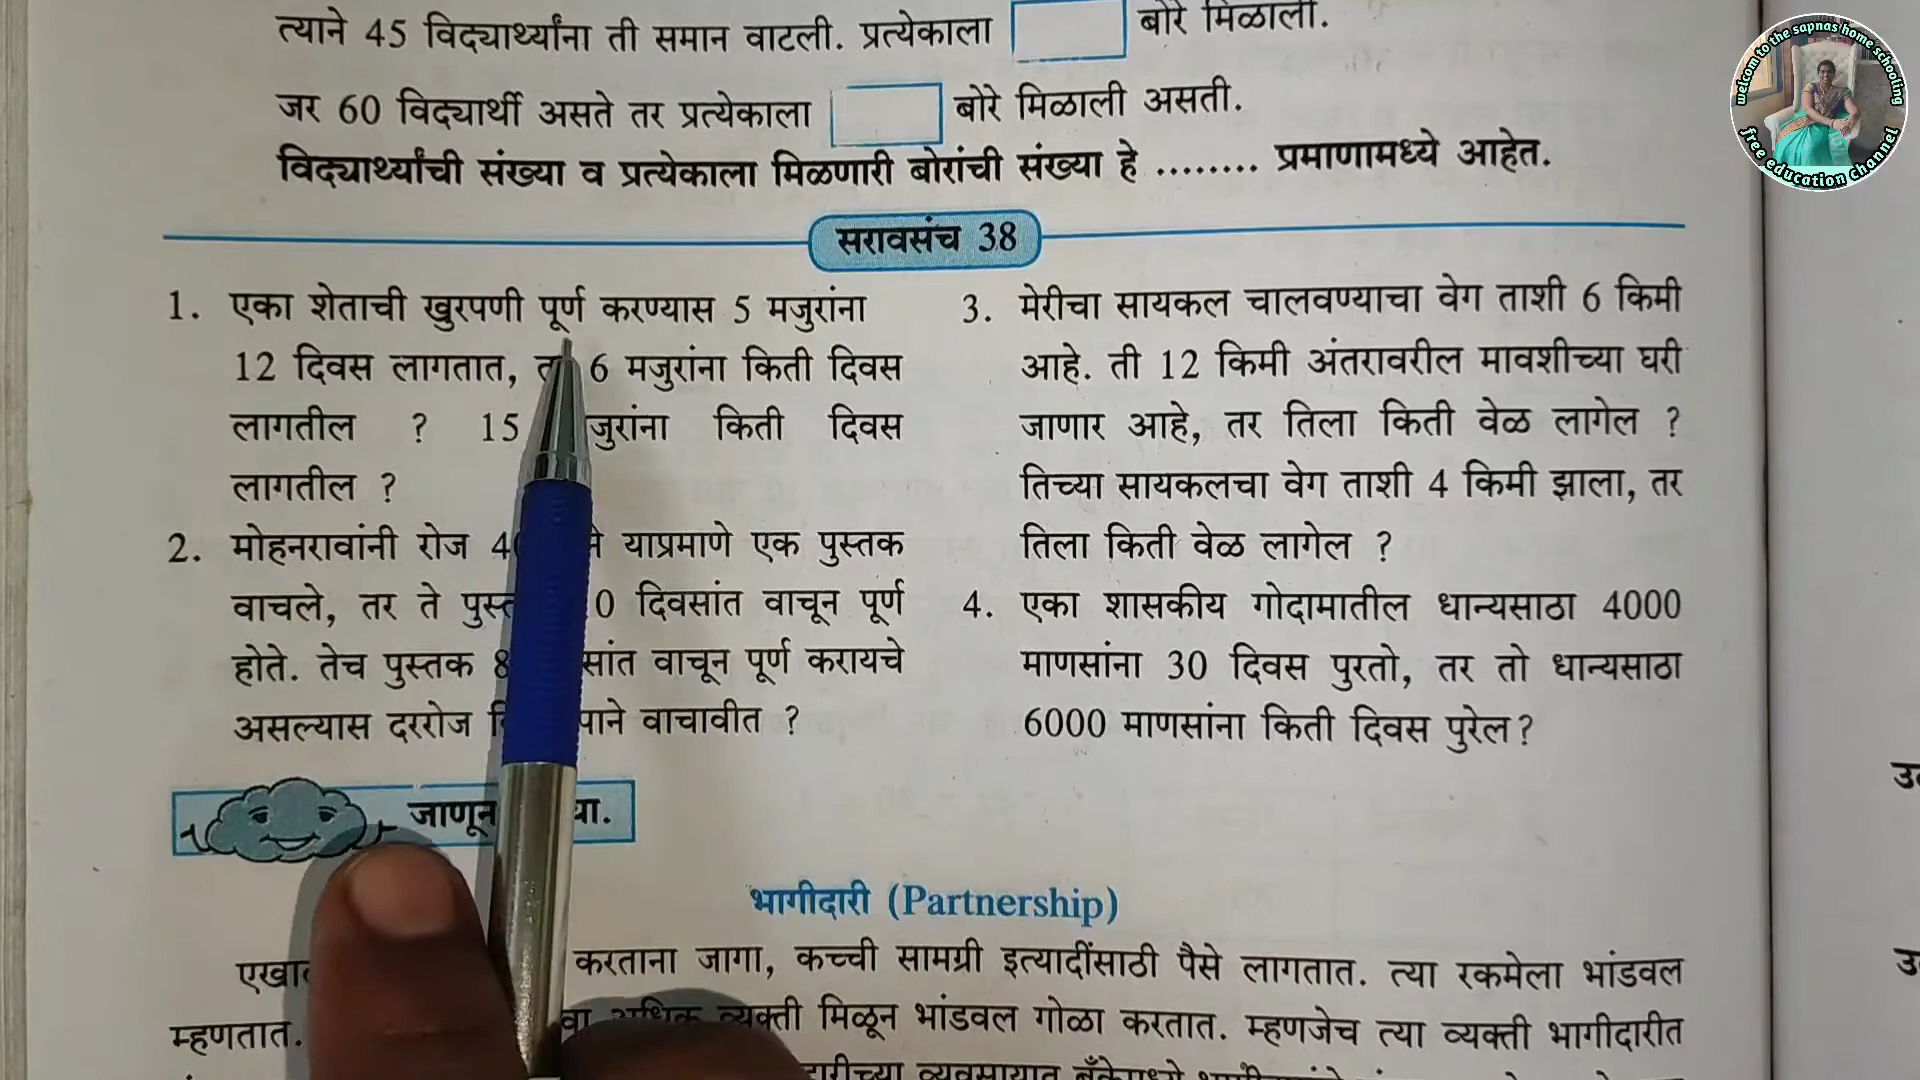 त्याने 45 विद्यार्थ्यांना ती समान वाटली. प्रत्येकाला बोरे मिळाली.
जर 60 विद्यार्थी असते तर प्रत्येकाला बोरे मिळाली असती.
विद्यार्थ्यांची संख्या व प्रत्येकाला मिळणारी बोरांची संख्या हे ........ प्रमाणामध्ये आहेत.
सरावसंच 38
1. एका शेताची खुरपणी पूर्ण करण्यास 5 मजुरांना
12 दिवस लागतात, 6 मजुरांना किती दिवस
लागतील ? 15 किती दिवस
लागतील ?
2. मोहनरावांनी रोज याप्रमाणे एक पुस्तक
वाचले, तर ते दिवसांत वाचून पूर्ण
होते. तेच पुस्तक 8 वाचून पूर्ण करायचे
असल्यास दररोज पाने वाचावीत ?
3. मेरीचा सायकल चालवण्याचा वेग ताशी 6 किमी
आहे. ती 12 किमी अंतरावरील मावशीच्या घरी
जाणार आहे, तर तिला किती वेळ लागेल ?
तिच्या सायकलचा वेग ताशी 4 किमी झाला, तर
तिला किती वेळ लागेल ?
4. एका शासकीय गोदामातील धान्यसाठा 4000
माणसांना 30 दिवस पुरतो, तर तो धान्यसाठा
6000 माणसांना किती दिवस पुरेल?
जाणून
भागीदारी (Partnership)
करताना जागा, कच्ची सामग्री इत्यादींसाठी पैसे लागतात. त्या रकमेला भांडवल
म्हणतात. अधिक व्यक्ती मिळून भांडवल गोळा करतात. म्हणजेच त्या व्यक्ती भागीदारीत
welcom to the sapnas home schooling
free education channel